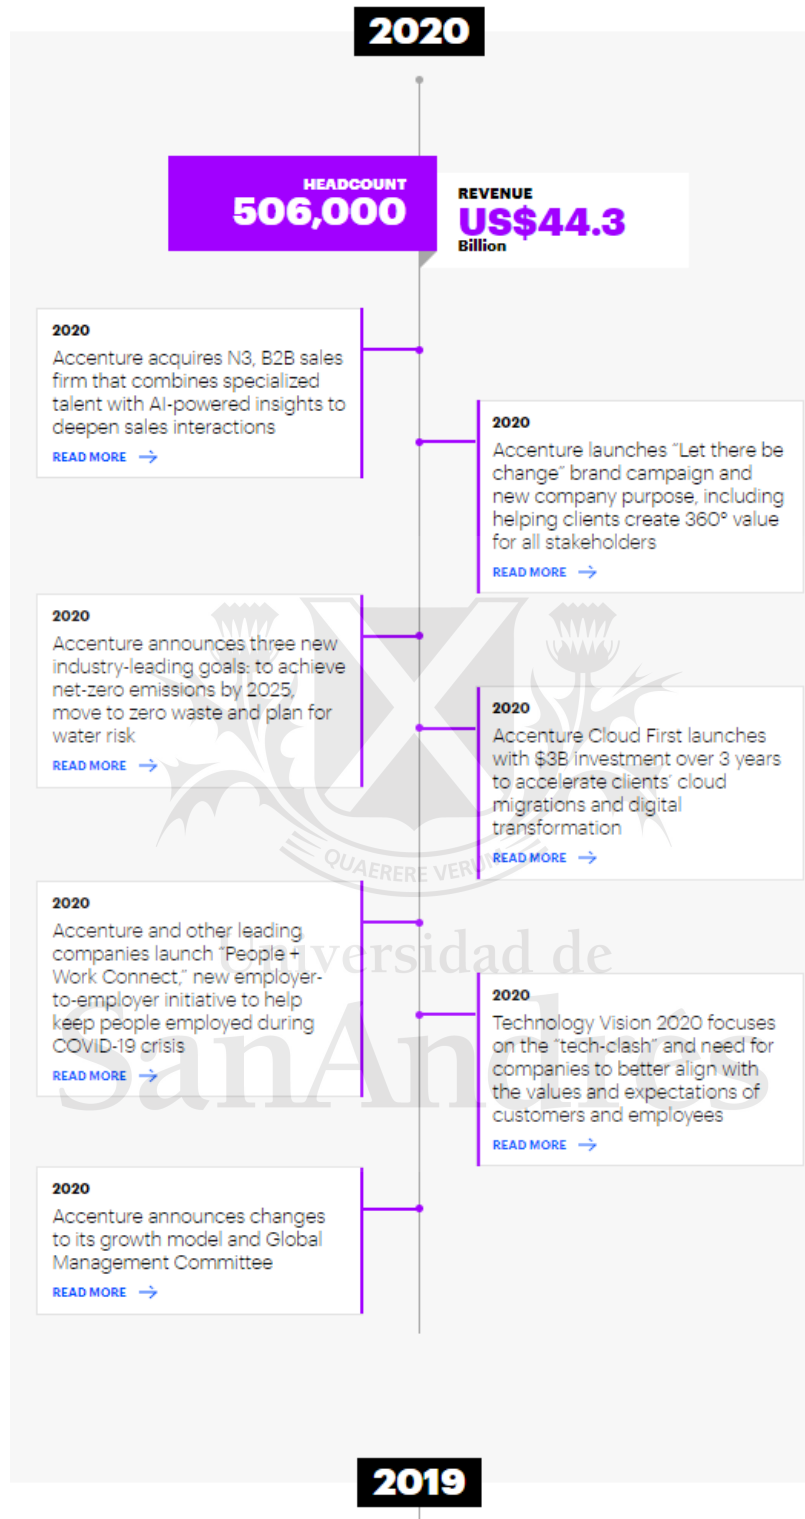 2020
HEADCOUNT
506,000
REVENUE
US$44.3
Billion
2020
Accenture acquires N3, B2B sales
firm that combines specialized
talent with AI-powered insights to
deepen sales interactions
READ MORE
2020
Accenture launches "Let there be
change" brand campaign and
new company purpose, including
helping clients create 360° value
for all stakeholders
READ MORE
2020
Accenture announces three new
industry-leading goals: to achieve
net-zero emissions by 2025,
move to zero waste and plan for
water risk
READ MORE
2020
Accenture Cloud First launches
with $3B investment over 3 years
to accelerate clients' cloud
migrations and digital
transformation
READ MORE
QUAERERE VERUM
2020
Accenture and other leading
companies launch "People +
Work Connect," new employer-
to-employer initiative to help
keep people employed during
COViD-19 crisis
READ MORE
Universidad de
SanAndrés
2020
Technology Vision 2020 focuses
on the "tech-clash" and need for
companies to better align with
the values and expectations of
customers and employees
READ MORE
2020
Accenture announces changes
to its growth model and Global
Management Committee
READ MORE
2019